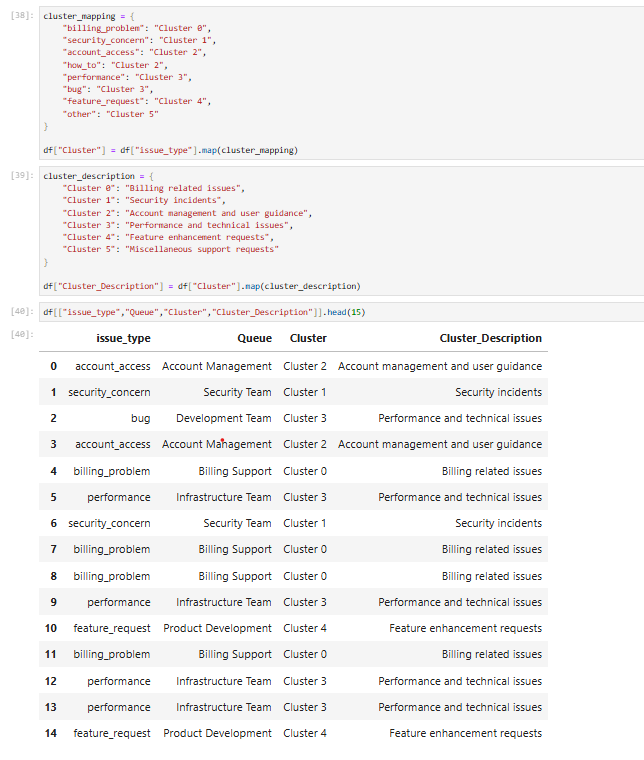 [38]: cluster_mapping = {
"billing_problem": "Cluster 0",
"security_concern": "Cluster 1",
"account_access": "Cluster 2",
"how_to": "Cluster 2",
"performance": "Cluster 3",
"bug": "Cluster 3",
"feature_request": "Cluster 4",
"other": "Cluster 5"
}
df["Cluster"] = df["issue_type"].map(cluster_mapping)
[39]: cluster_description = {
"Cluster 0": "Billing related issues",
"Cluster 1": "Security incidents",
"Cluster 2": "Account management and user guidance",
"Cluster 3": "Performance and technical issues",
"Cluster 4": "Feature enhancement requests",
"Cluster 5": "Miscellaneous support requests"
}
df["Cluster_Description"] = df["Cluster"].map(cluster_description)
[40]: df[["issue_type","Queue","Cluster","Cluster_Description"]].head(15)
[40]:
issue_type Queue Cluster Cluster_Description
0 account_access Account Management Cluster 2 Account management and user guidance
1 security_concern Security Team Cluster 1 Security incidents
2 bug Development Team Cluster 3 Performance and technical issues
3 account_access Account Management Cluster 2 Account management and user guidance
4 billing_problem Billing Support Cluster 0 Billing related issues
5 performance Infrastructure Team Cluster 3 Performance and technical issues
6 security_concern Security Team Cluster 1 Security incidents
7 billing_problem Billing Support Cluster 0 Billing related issues
8 billing_problem Billing Support Cluster 0 Billing related issues
9 performance Infrastructure Team Cluster 3 Performance and technical issues
10 feature_request Product Development Cluster 4 Feature enhancement requests
11 billing_problem Billing Support Cluster 0 Billing related issues
12 performance Infrastructure Team Cluster 3 Performance and technical issues
13 performance Infrastructure Team Cluster 3 Performance and technical issues
14 feature_request Product Development Cluster 4 Feature enhancement requests